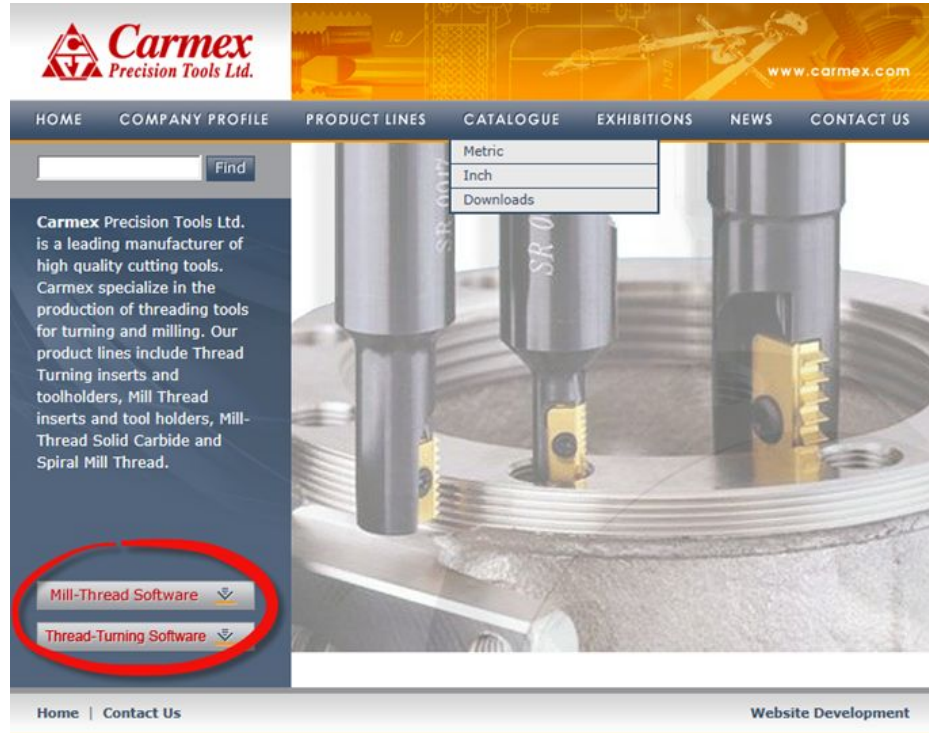 Carmex
Precision Tools Ltd.
www.carmex.com
HOME COMPANY PROFILE PRODUCT LINES CATALOGUE EXHIBITIONS NEWS CONTACT US
Metric
Inch
Downloads
Find
Carmex Precision Tools Ltd.
is a leading manufacturer of
high quality cutting tools.
Carmex specialize in the
production of threading tools
for turning and milling. Our
product lines include Thread
Turning inserts and
toolholders, Mill Thread
inserts and tool holders, Mill-
Thread Solid Carbide and
Spiral Mill Thread.
SR 0017
SR 0
Mill-Thread Software
Thread-Turning Software
Home | Contact Us
Website Development